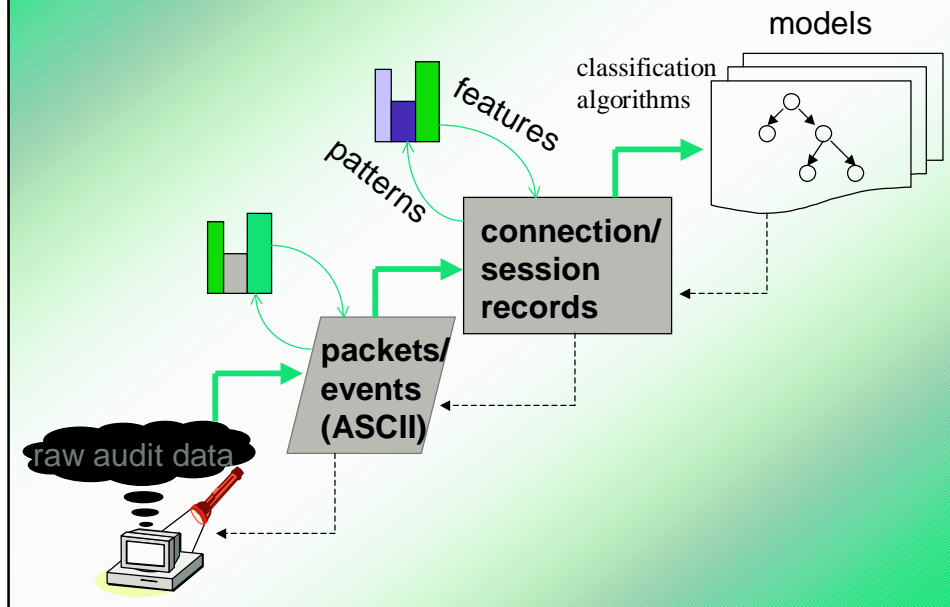 models
classification
algorithms
features
patterns
connection/
session
records
packets/
events
(ASCII)
raw audit data